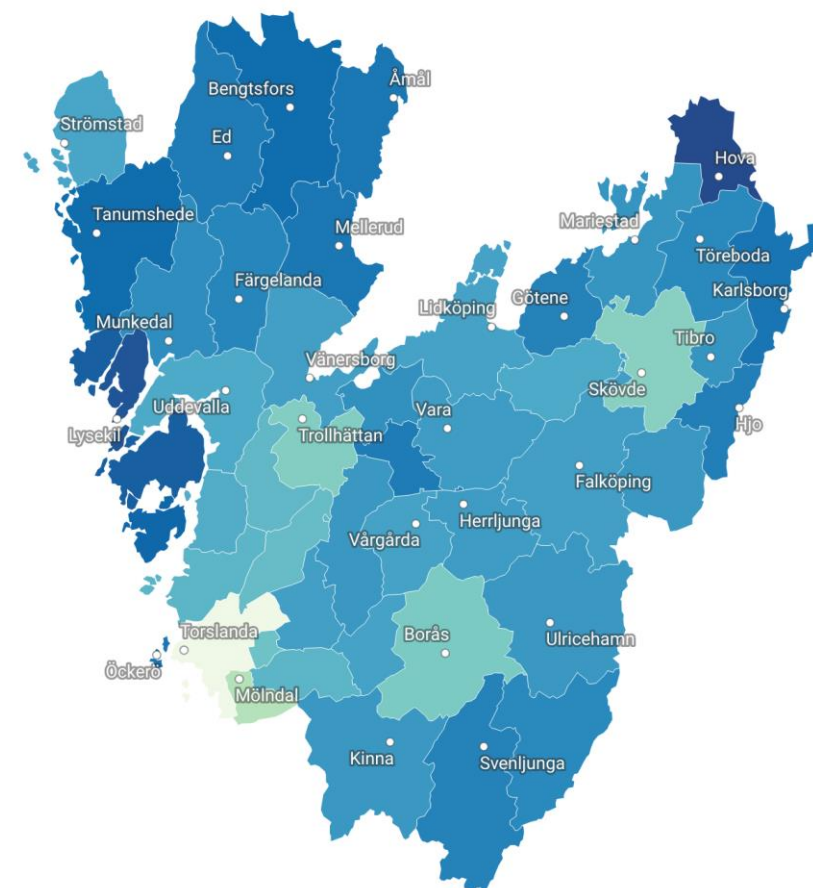 Åmål
Bengtsfors
Strömstad
Ed
Hova
Tanumshede
Mariestad
Mellerud
Töreboda
Färgelanda
Karlsborg
Götene
Lidköping
Munkedal
Tibro
Vänersborg
Skövde
Uddevalla
Vara
Hjo
Lysekil
Trollhättan
Falköping
Herrljunga
Vårgårda
Torslanda
Borås
Ulricehamn
Öckerö
Mölndal
Kinna
Svenljunga